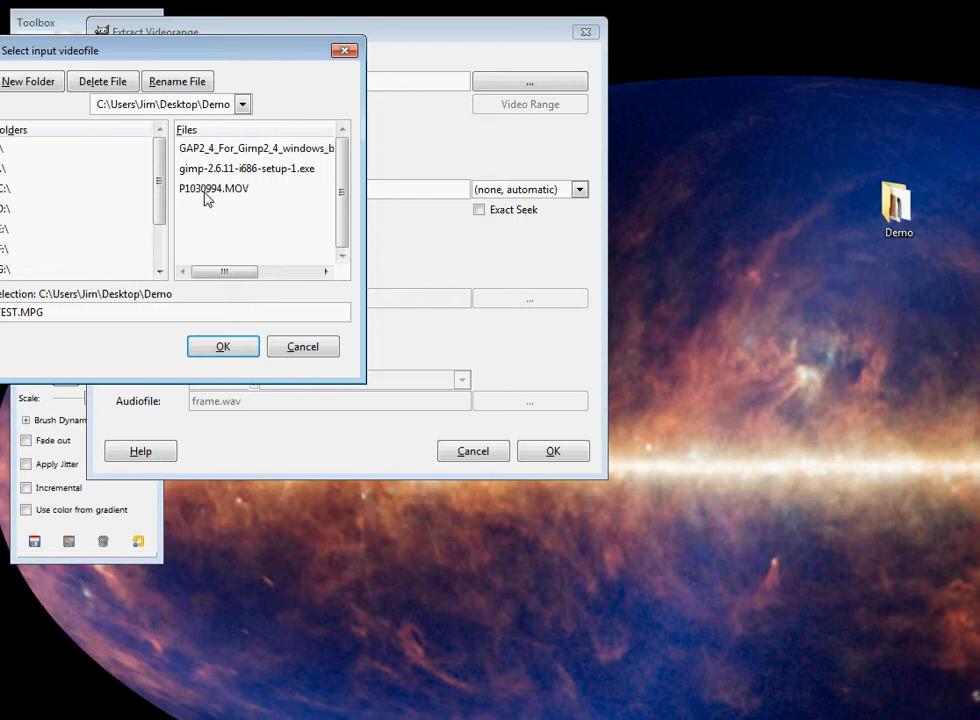 Toolbox
Extract Videorange
Select input videofile
New Folder
Delete File
Rename File
C:\Users\Jim\Desktop\Demo
...
Video Range
olders
Files
\
.\
C:\
D:\
E:\
F:\
G:\
GAP2_4_For_Gimp2_4_windows_b
gimp-2.6.11-i686-setup-1.exe
P1030994.MOV
(none, automatic)
Exact Seek
Demo
election: C:\Users\Jim\Desktop\Demo
TEST.MPG
...
OK
Cancel
Scale:
Brush Dynam
Fade out
Apply Jitter
Incremental
Use color from gradient
Audiofile:
frame.wav
...
Help
Cancel
OK